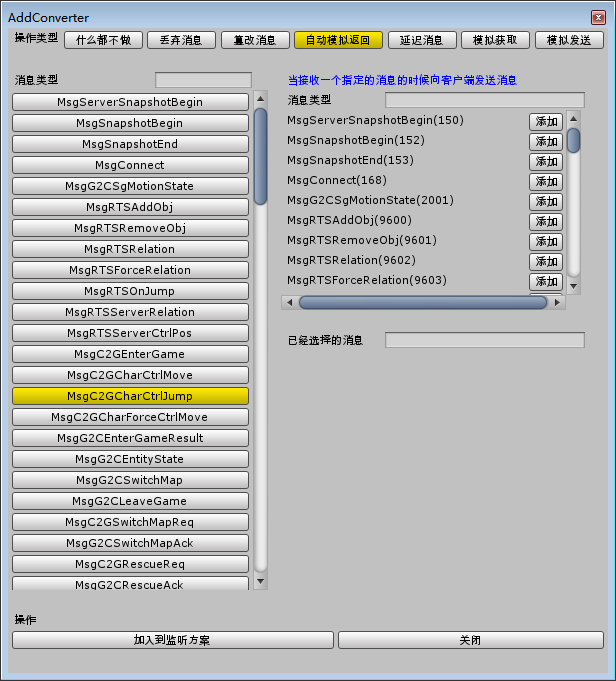 AddConverter
操作类型 什么都不做 丢弃消息 篡改消息 自动模拟返回 延迟消息 模拟获取 模拟发送
消息类型
MsgServerSnapshotBegin
MsgSnapshotBegin
MsgSnapshotEnd
MsgConnect
MsgG2CSgMotionState
MsgRTSAddObj
MsgRTSRemoveObj
MsgRTSRelation
MsgRTSForceRelation
MsgRTSOnJump
MsgRTSServerRelation
MsgRTSServerCtrlPos
MsgC2GEnterGame
MsgC2GCharCtrlMove
MsgC2GCharCtrlJump
MsgC2GCharForceCtrlMove
MsgG2CEnterGameResult
MsgG2CEntityState
MsgG2CSwitchMap
MsgG2CLeaveGame
MsgC2GSwitchMapReq
MsgG2CSwitchMapAck
MsgC2GRescueReq
MsgG2CRescueAck
当接收一个指定的消息的时候向客户端发送消息
消息类型
MsgServerSnapshotBegin(150) 添加
MsgSnapshotBegin(152) 添加
MsgSnapshotEnd(153) 添加
MsgConnect(168) 添加
MsgG2CSgMotionState(2001) 添加
MsgRTSAddObj(9600) 添加
MsgRTSRemoveObj(9601) 添加
MsgRTSRelation(9602) 添加
MsgRTSForceRelation(9603) 添加
已经选择的消息
操作
加入到监听方案 关闭